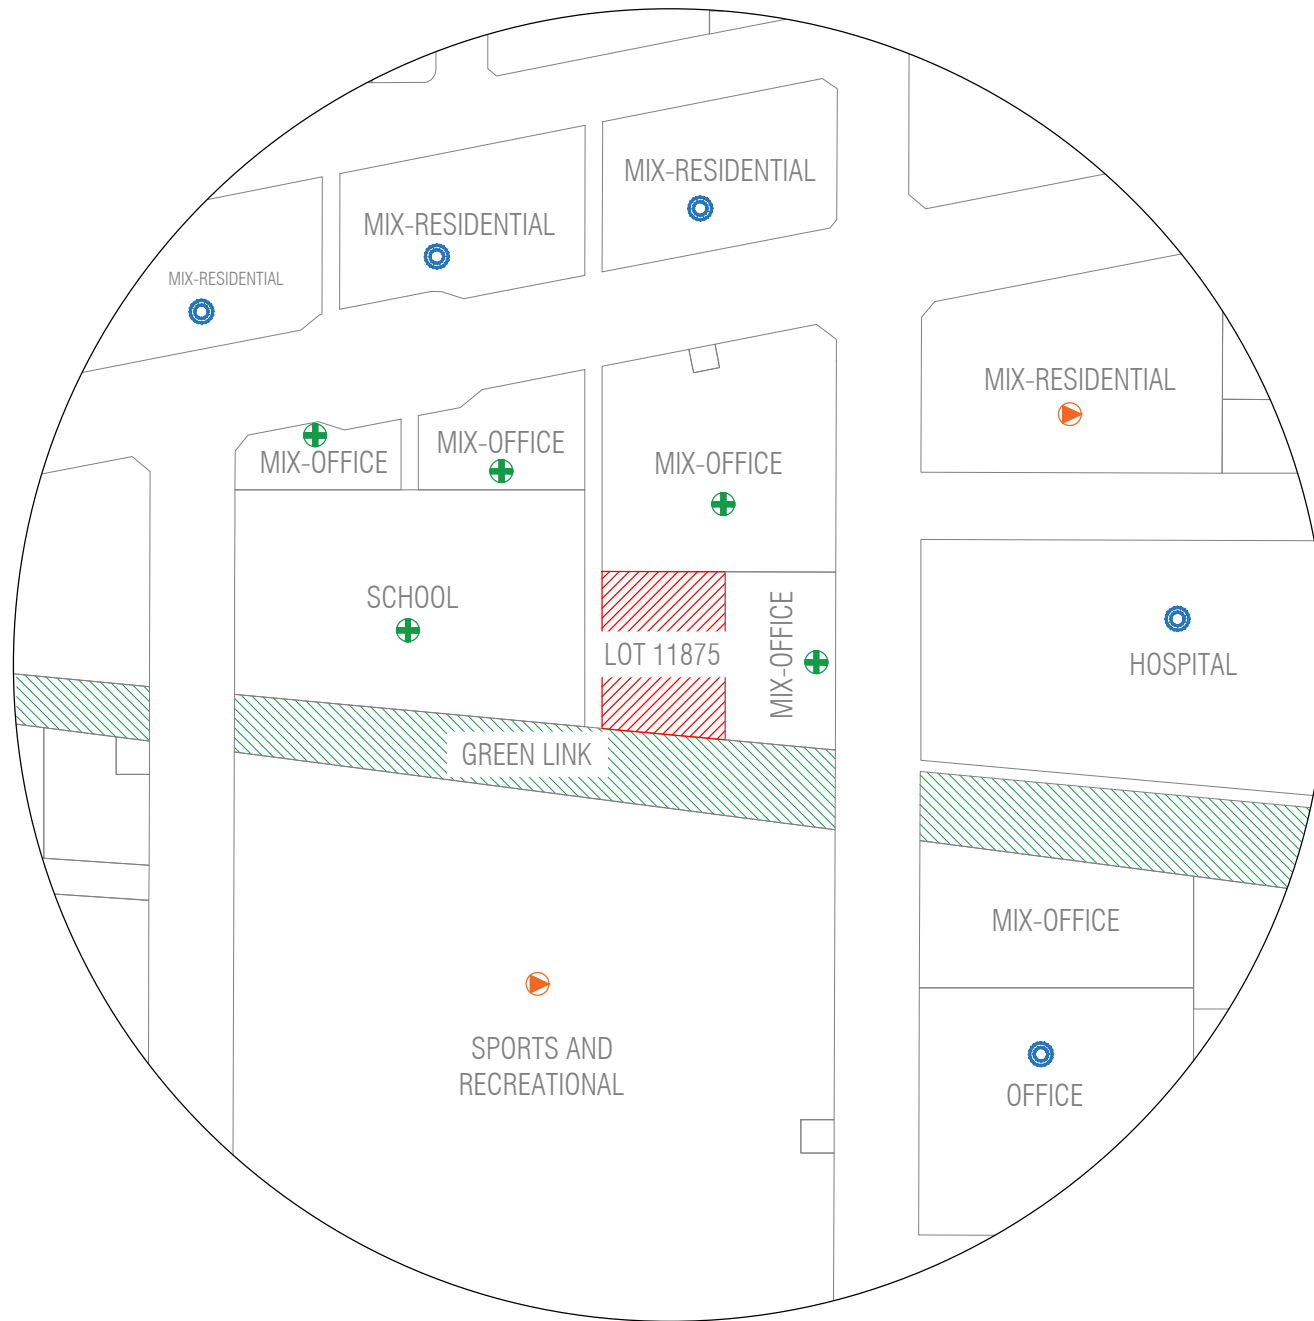 MIX-RESIDENTIAL
MIX-RESIDENTIAL
MIX-RESIDENTIAL
MIX-RESIDENTIAL
MIX-OFFICE
MIX-OFFICE
MIX-OFFICE
SCHOOL
LOT 11875
MIX-OFFICE
HOSPITAL
GREEN LINK
MIX-OFFICE
SPORTS AND
RECREATIONAL
OFFICE